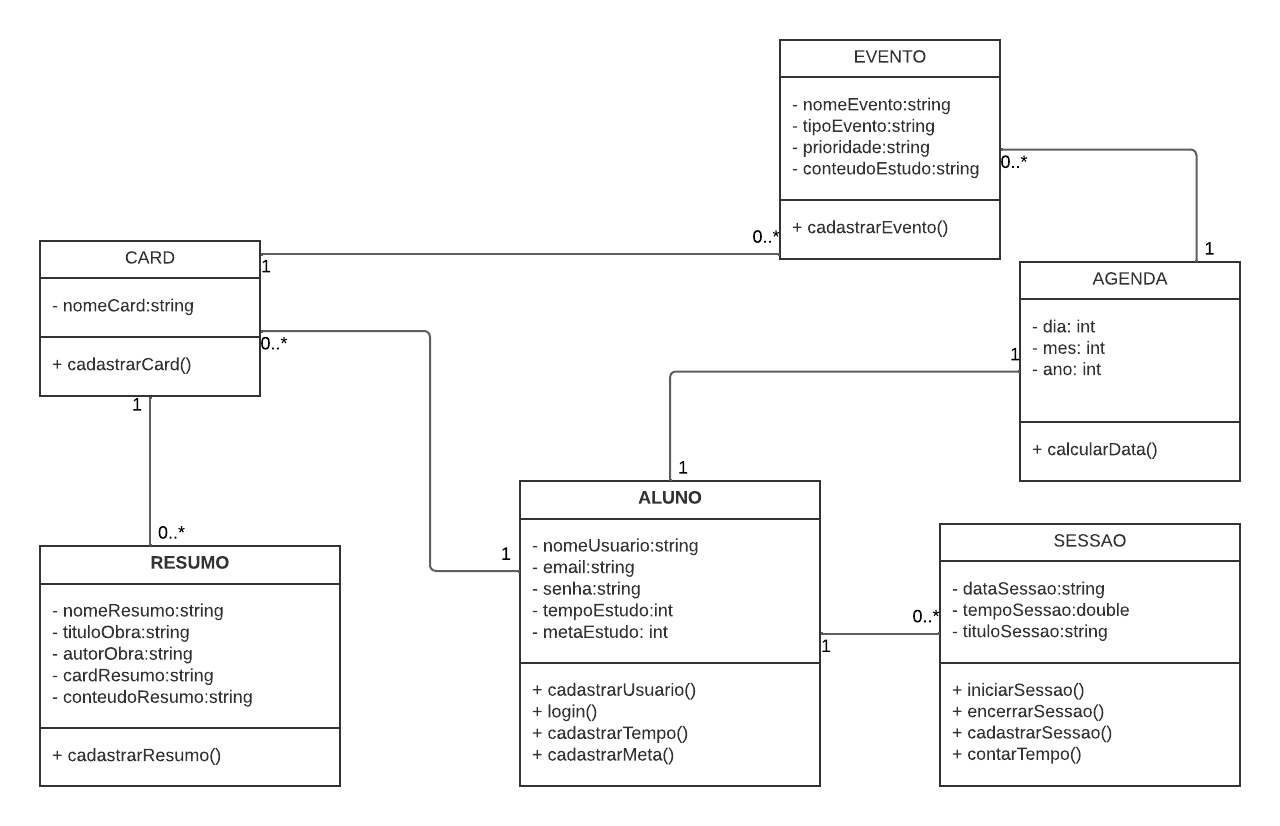 EVENTO
- nomeEvento:string
- tipoEvento:string
- prioridade:string
- conteudoEstudo:string
+ cadastrarEvento()
0..*
0..*
1
CARD
- nomeCard:string
+ cadastrarCard()
1
0..*
1
AGENDA
- dia: int
- mes: int
- ano: int
+ calcularData()
1
1
0..*
RESUMO
- nomeResumo:string
- tituloObra:string
- autorObra:string
- cardResumo:string
- conteudoResumo:string
+ cadastrarResumo()
1
ALUNO
- nomeUsuario:string
- email:string
- senha:string
- tempoEstudo:int
- metaEstudo: int
+ cadastrarUsuario()
+ login()
+ cadastrarTempo()
+ cadastrarMeta()
1
0..*
SESSAO
- dataSessao:string
- tempoSessao:double
- tituloSessao:string
+ iniciarSessao()
+ encerrarSessao()
+ cadastrarSessao()
+ contarTempo()